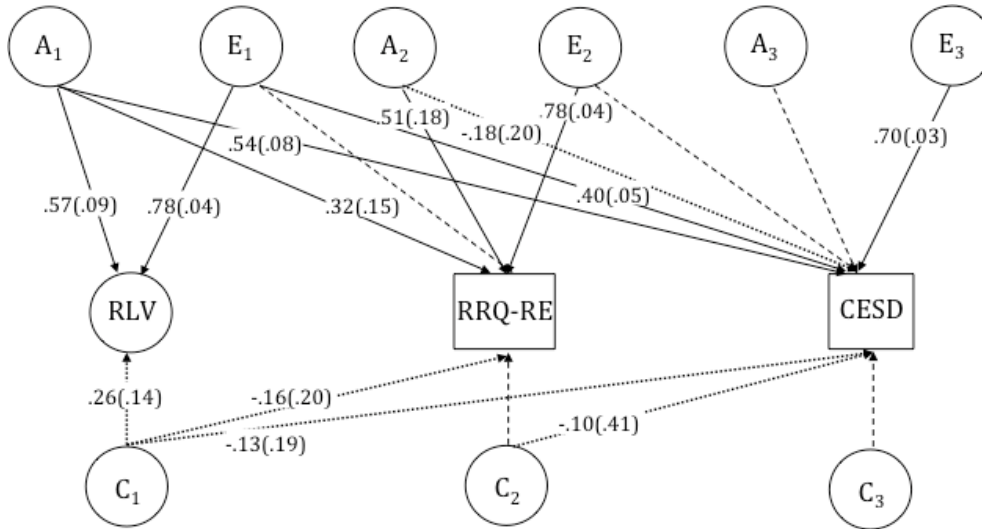 A1 E1 A2 E2 A3 E3
.51(.18) -.18(.20) .78(.04)
.54(.08) .70(.03)
.57(.09) .78(.04) .32(.15) .40(.05)
RLV RRQ-RE CESD
.26(.14) -.16(.20)
-.13(.19) -.10(.41)
C1 C2 C3